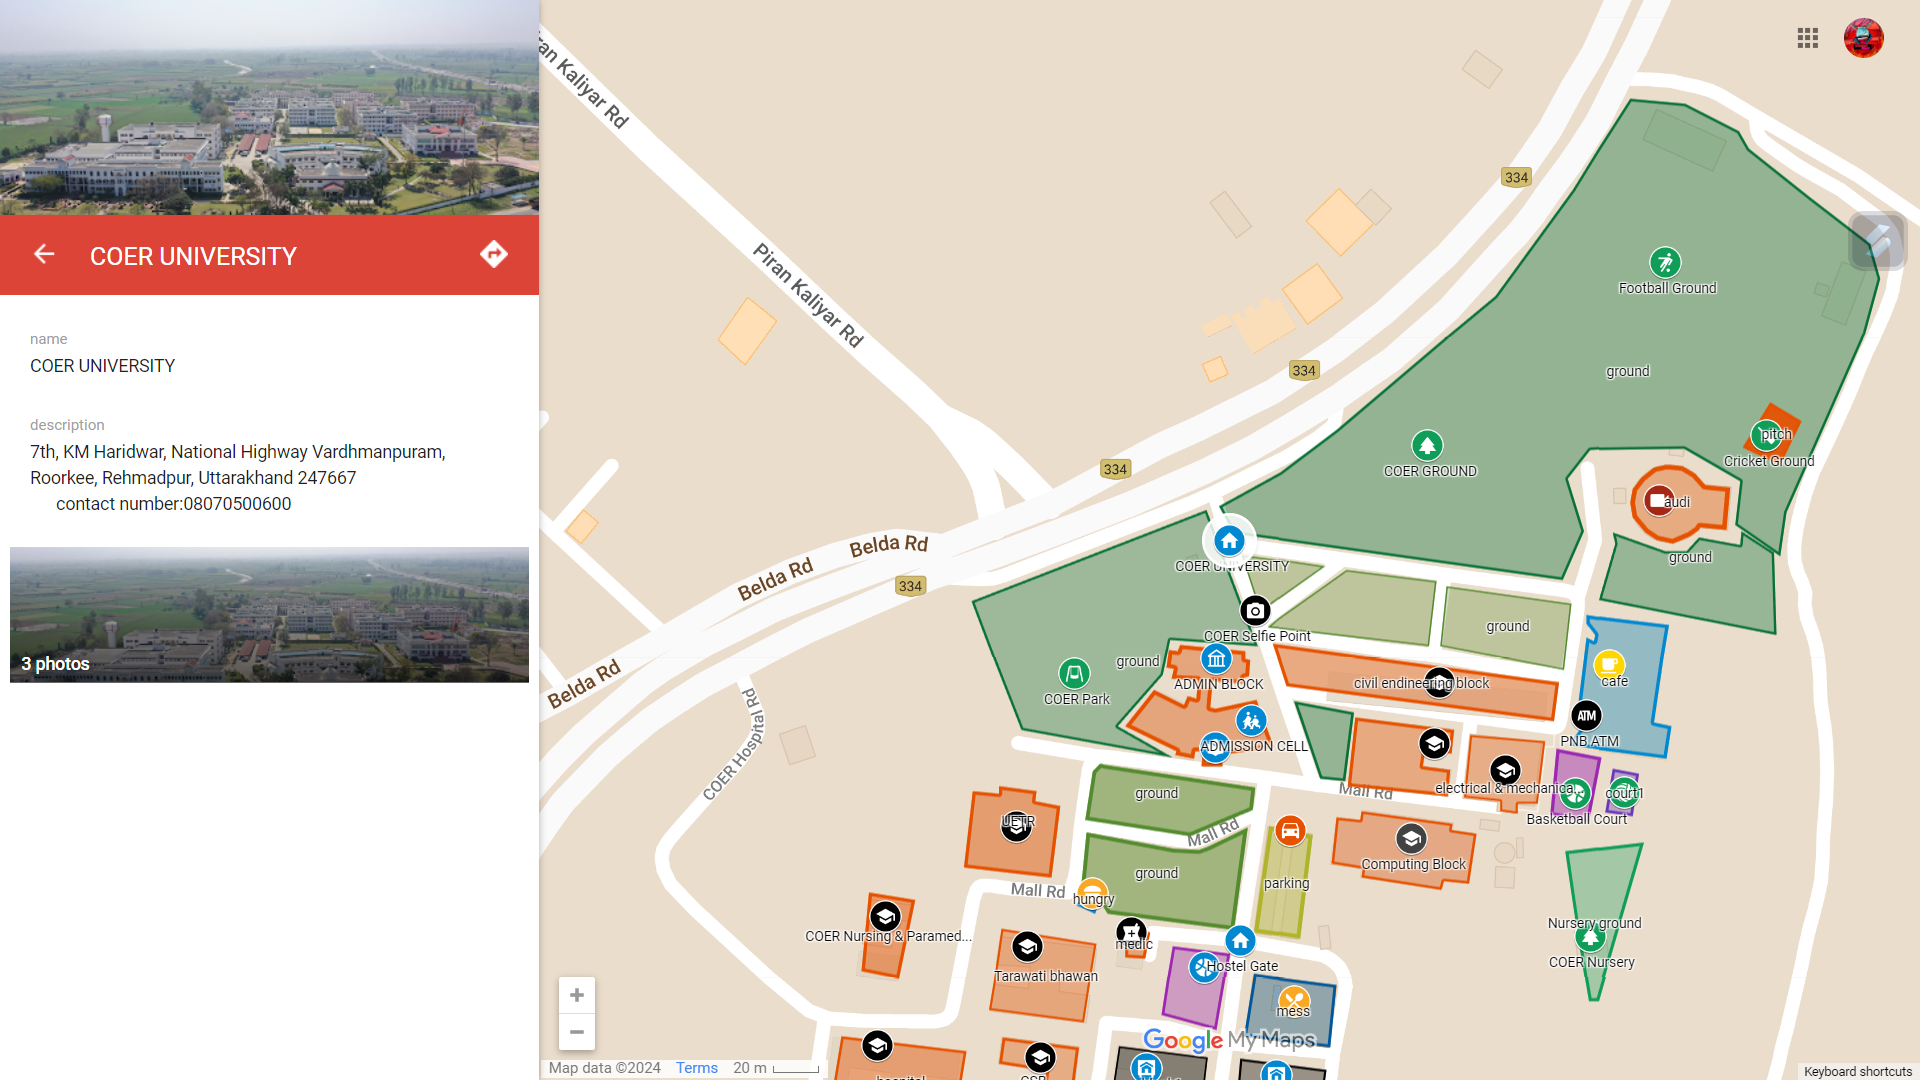 COER UNIVERSITY
name
COER UNIVERSITY
description
7th, KM Haridwar, National Highway Vardhmanpuram,
Roorkee, Rehmadpur, Uttarakhand 247667
contact number:08070500600
3 photos
Piran Kaliyar Rd
Piran Kaliyar Rd
334
334
334
334
Belda Rd
Belda Rd
Belda Rd
COER Hospital Rd
Football Ground
ground
pitch
Cricket Ground
COER GROUND
audi
ground
COER UNIVERSITY
COER Selfie Point
ground
ground
COER Park
ADMIN BLOCK
civil endineering block
cafe
ATM
PNB ATM
ADMISSION CELL
Mall Rd
electrical & mechanica...
court1
Basketball Court
ground
Mall Rd
UETR
Computing Block
ground
parking
Mall Rd
hungry
Nursery ground
COER Nursery
COER Nursing & Paramed...
medic
Hostel Gate
Tarawati bhawan
mess
Google My Maps
Map data ©2024
Terms
20 m
Keyboard shortcuts